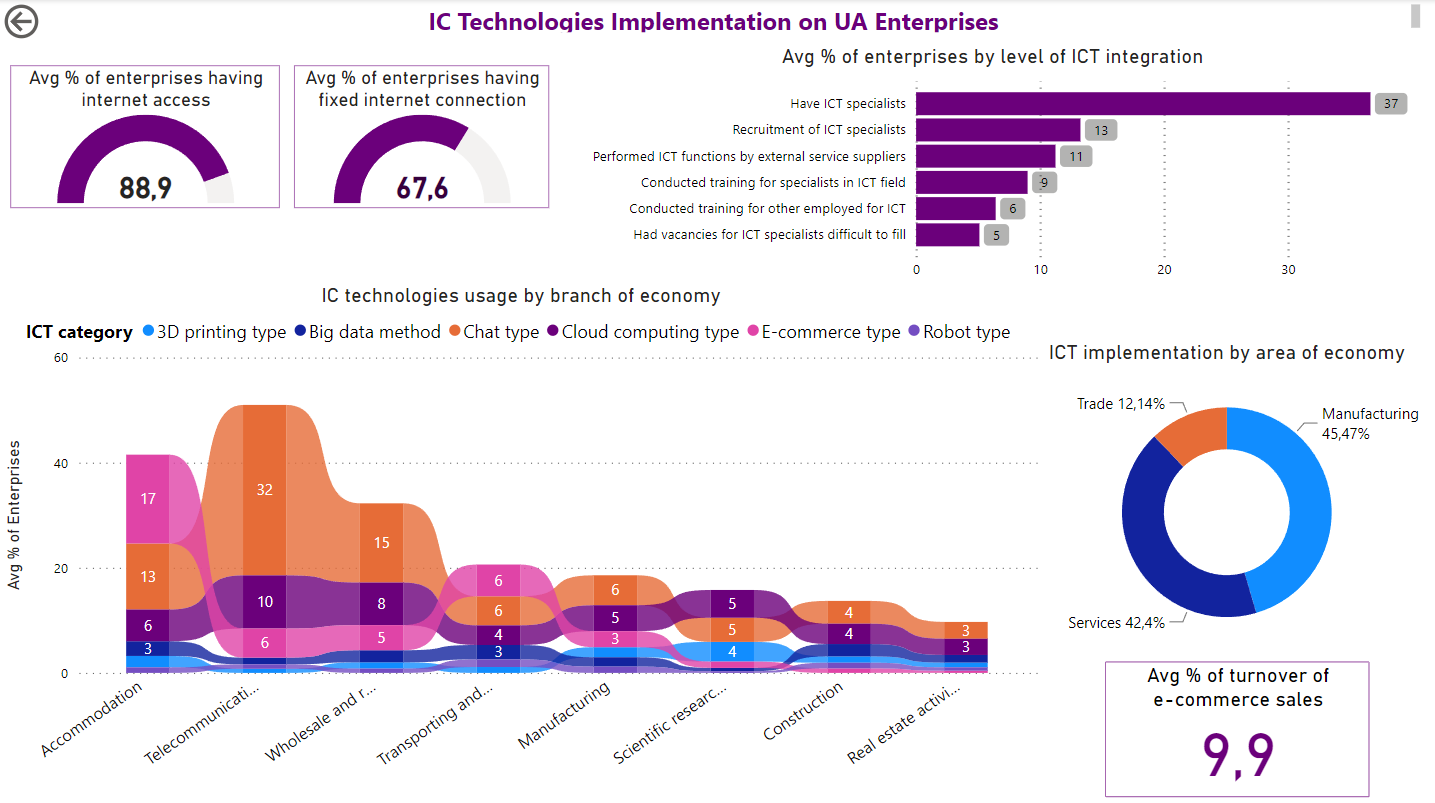 IC Technologies Implementation on UA Enterprises
Avg % of enterprises having
internet access
88,9
Avg % of enterprises having
fixed internet connection
67,6
Avg % of enterprises by level of ICT integration
Have ICT specialists
37
Recruitment of ICT specialists
13
Performed ICT functions by external service suppliers
11
Conducted training for specialists in ICT field
9
Conducted training for other employed for ICT
6
Had vacancies for ICT specialists difficult to fill
5
0 10 20 30
IC technologies usage by branch of economy
ICT category 3D printing type Big data method Chat type Cloud computing type E-commerce type Robot type
Avg % of Enterprises
60
40
20
0
17
13
6
3
32
10
6
15
8
5
6
6
4
3
6
5
3
5
5
4
4
4
3
3
Accommodation
Telecommunicati...
Wholesale and r...
Transporting and...
Manufacturing
Scientific researc...
Construction
Real estate activi...
ICT implementation by area of economy
Trade 12,14%
Manufacturing
45,47%
Services 42,4%
Avg % of turnover of
e-commerce sales
9,9